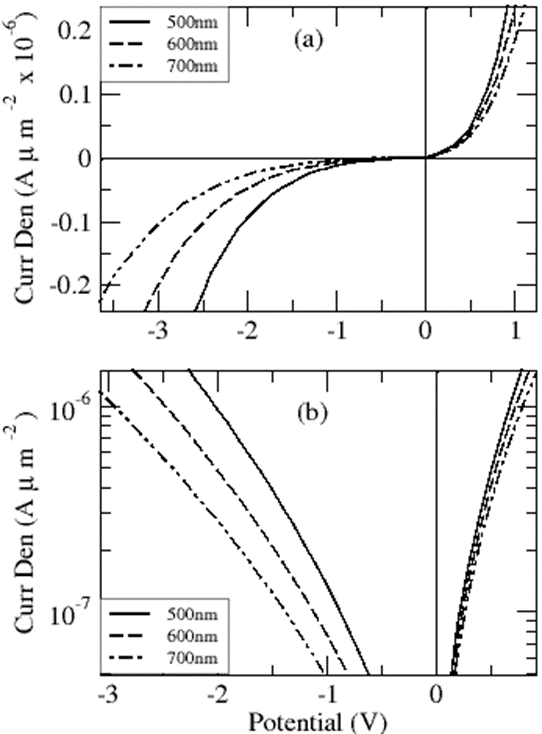 500nm
600nm
700nm
(a)
0.2
0.1
0
-0.1
-0.2
Curr Den (A μ m⁻² x 10⁻⁶)
-3 -2 -1 0 1
(b)
10⁻⁶
10⁻⁷
Curr Den (A μ m⁻²)
500nm
600nm
700nm
-3 -2 -1 0
Potential (V)